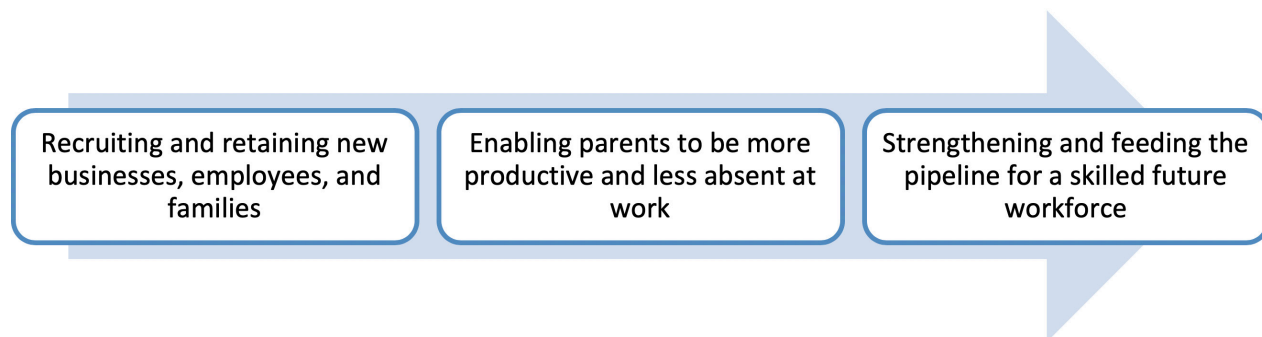 Recruiting and retaining new
businesses, employees, and
families
Enabling parents to be more
productive and less absent at
work
Strengthening and feeding the
pipeline for a skilled future
workforce